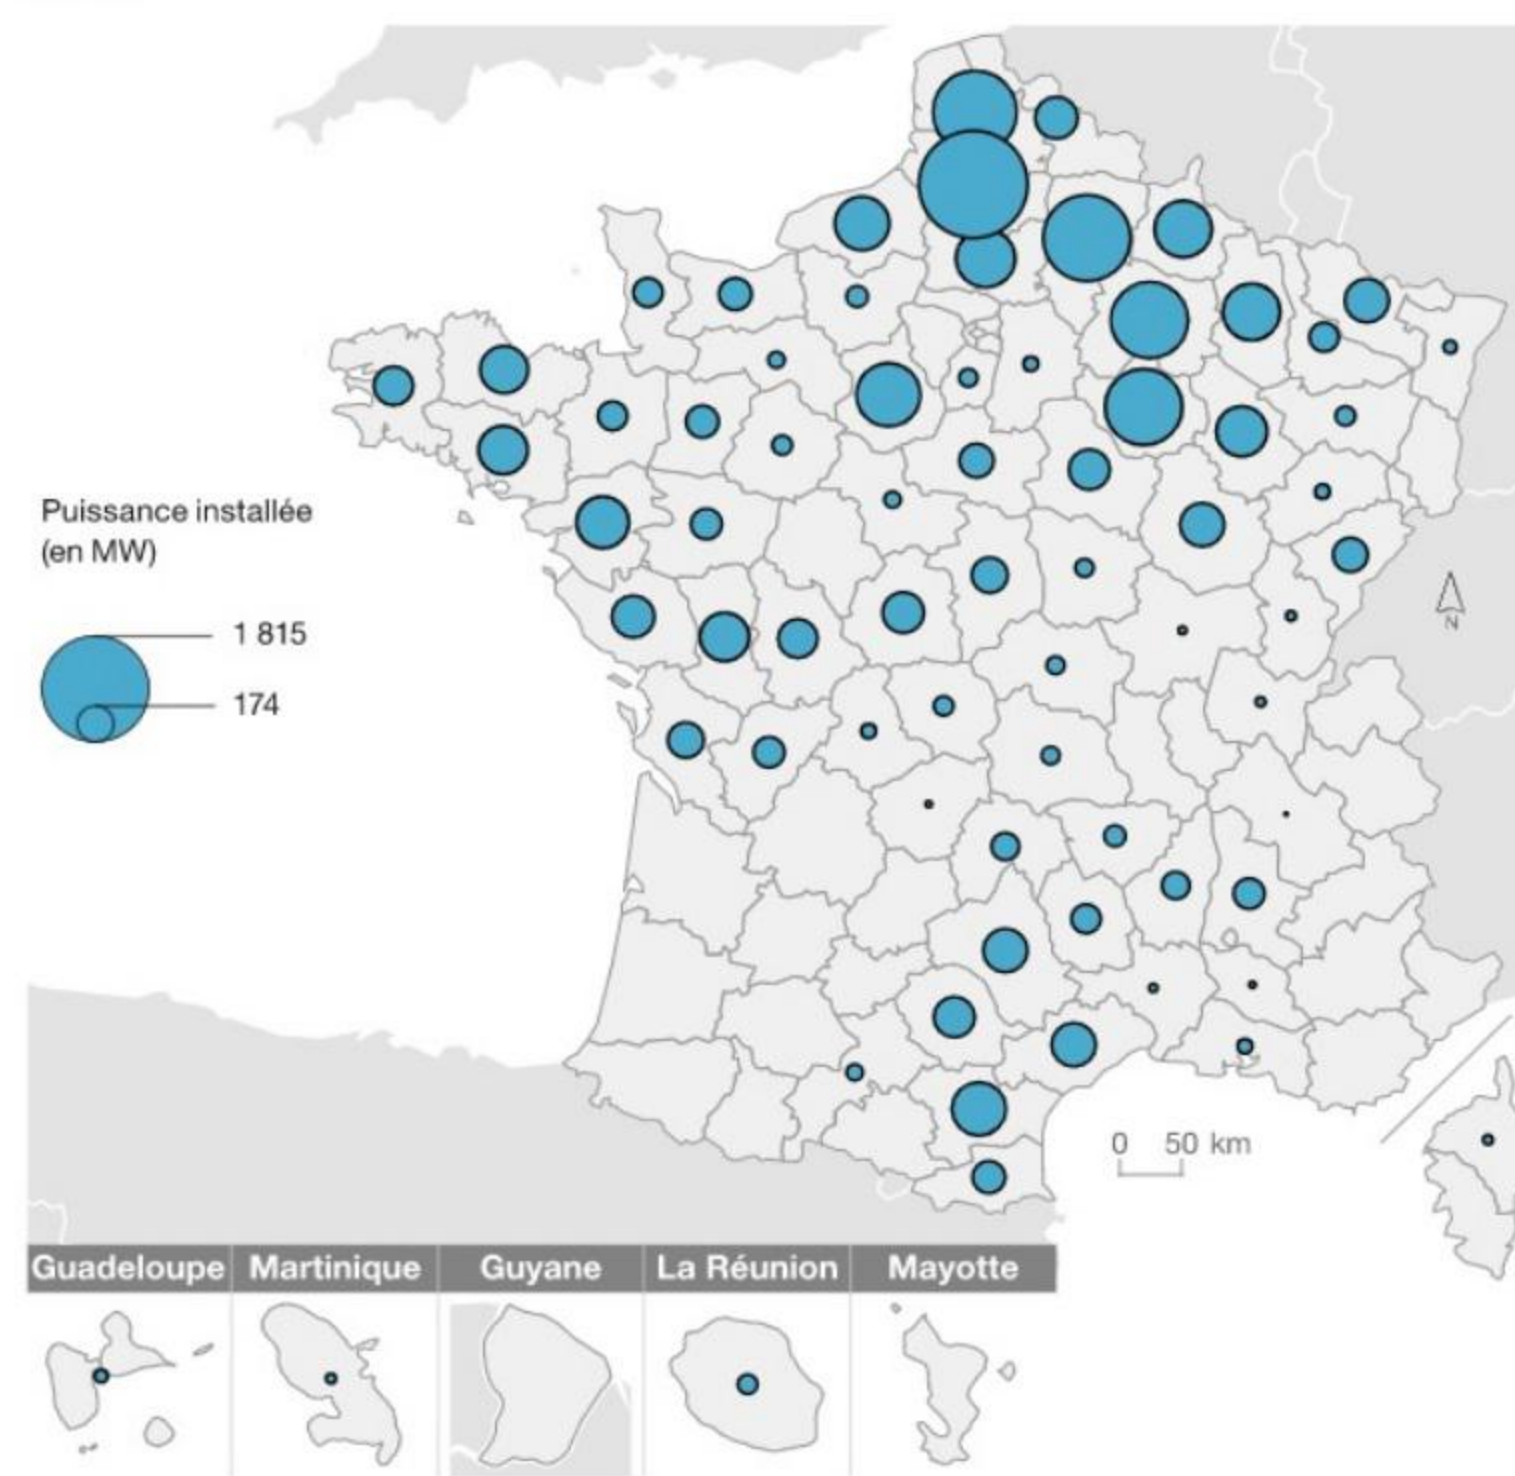 Puissance installée
(en MW)
1 815
174
N
0 50 km
Guadeloupe Martinique Guyane La Réunion Mayotte